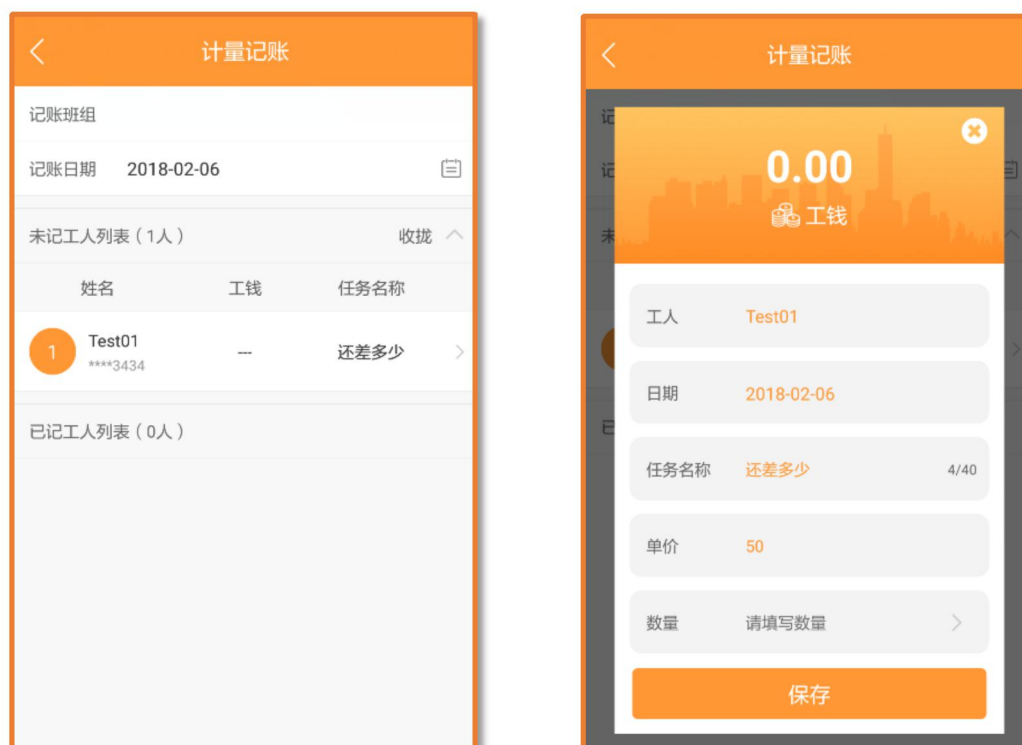 计量记账
记账班组
记账日期 2018-02-06
未记工人列表（1人） 收拢
姓名 工钱 任务名称
1 Test01 --- 还差多少
****3434
已记工人列表（0人）
计量记账
记
记
未
已
0.00
工钱
工人 Test01
日期 2018-02-06
任务名称 还差多少 4/40
单价 50
数量 请填写数量
保存